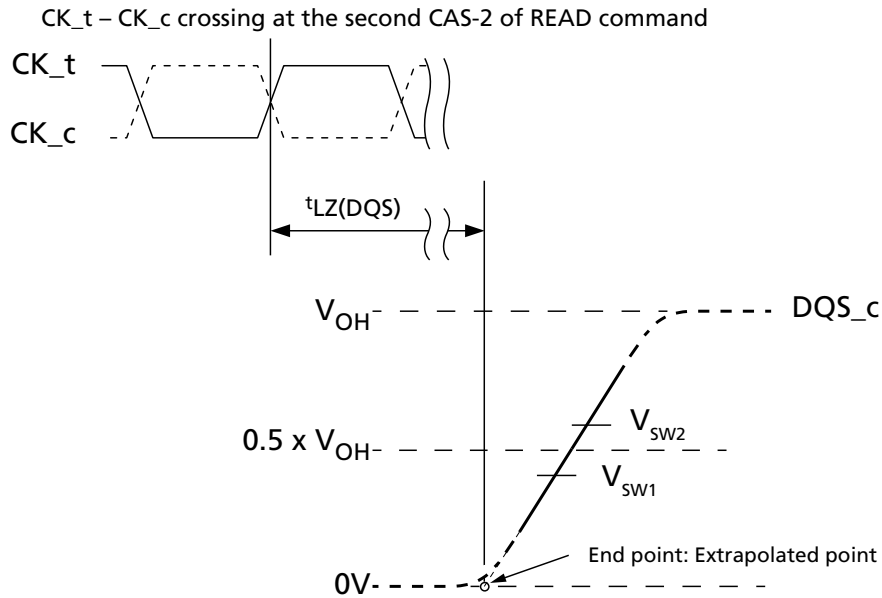 CK_t – CK_c crossing at the second CAS-2 of READ command
CK_t
CK_c
tLZ(DQS)
VOH
DQS_c
VSW2
0.5 x VOH
VSW1
End point: Extrapolated point
0V